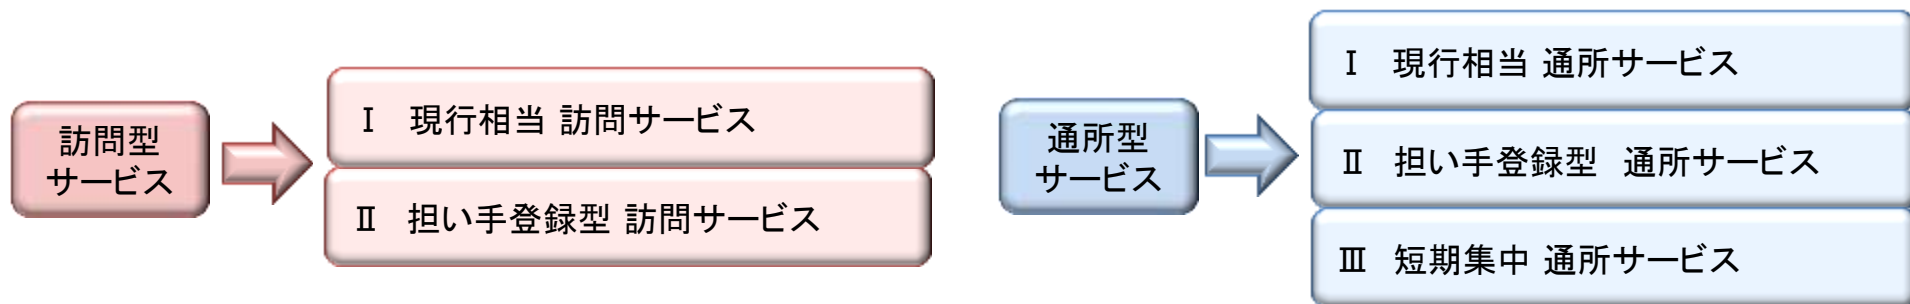 訪問型
サービス
Ⅰ 現行相当 訪問サービス
Ⅱ 担い手登録型 訪問サービス
通所型
サービス
Ⅰ 現行相当 通所サービス
Ⅱ 担い手登録型 通所サービス
Ⅲ 短期集中 通所サービス